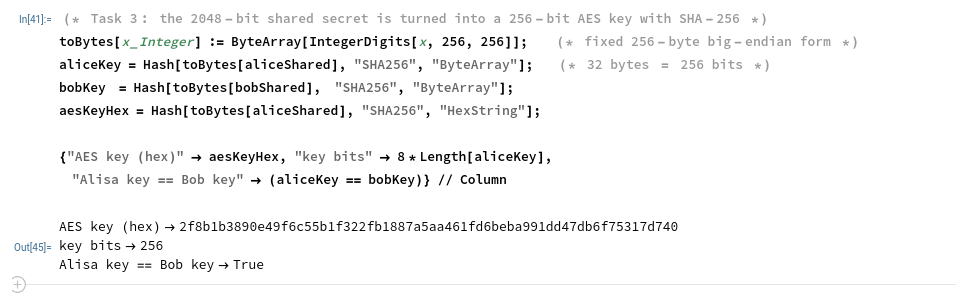 In[41]:= (* Task 3: the 2048-bit shared secret is turned into a 256-bit AES key with SHA-256 *)
toBytes[x_Integer] := ByteArray[IntegerDigits[x, 256, 256]]; (* fixed 256-byte big-endian form *)
aliceKey = Hash[toBytes[aliceShared], "SHA256", "ByteArray"]; (* 32 bytes = 256 bits *)
bobKey = Hash[toBytes[bobShared], "SHA256", "ByteArray"];
aesKeyHex = Hash[toBytes[aliceShared], "SHA256", "HexString"];
{"AES key (hex)" → aesKeyHex, "key bits" → 8*Length[aliceKey],
"Alisa key == Bob key" → (aliceKey == bobKey)} // Column
AES key (hex)→2f8b1b3890e49f6c55b1f322fb1887a5aa461fd6beba991dd47db6f75317d740
Out[45]= key bits→256
Alisa key == Bob key→True